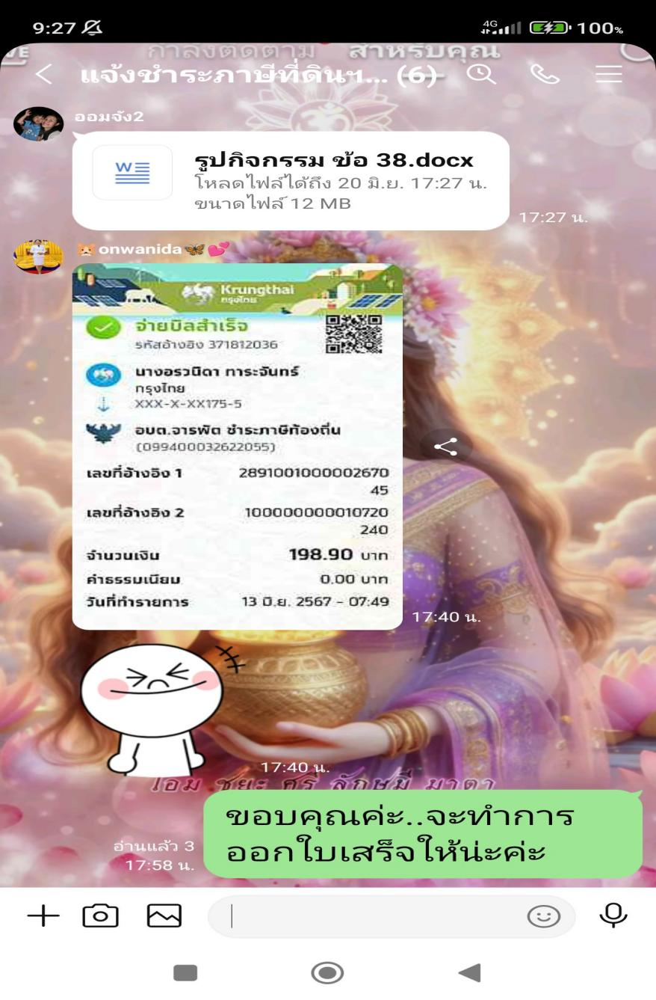 9:27
4G
100%
กำลังติดตาม สำหรับคุณ
แจ้งชำระภาษีที่ดินฯ... (6)
ออมจัง2
W
รูปกิจกรรม ข้อ 38.docx
โหลดไฟล์ได้ถึง 20 มิ.ย. 17:27 น.
ขนาดไฟล์ 12 MB
17:27 น.
🐹onwanida🦋💕
Krungthai
กรุงไทย
จ่ายบิลสำเร็จ
รหัสอ้างอิง 371812036
นางอรวนิดา การะจันทร์
กรุงไทย
XXX-X-XX175-5
อบต.จารพัต ชำระภาษีท้องถิ่น
(099400032622055)
เลขที่อ้างอิง 1 2891001000002670
45
เลขที่อ้างอิง 2 100000000010720
240
จำนวนเงิน 198.90 บาท
ค่าธรรมเนียม 0.00 บาท
วันที่ทำรายการ 13 มิ.ย. 2567 - 07:49
17:40 น.
17:40 น.
โอม ชยะ ศรี ลักษมี มาตา
ขอบคุณค่ะ..จะทำการ
ออกใบเสร็จให้น่ะค่ะ
อ่านแล้ว 3
17:58 น.